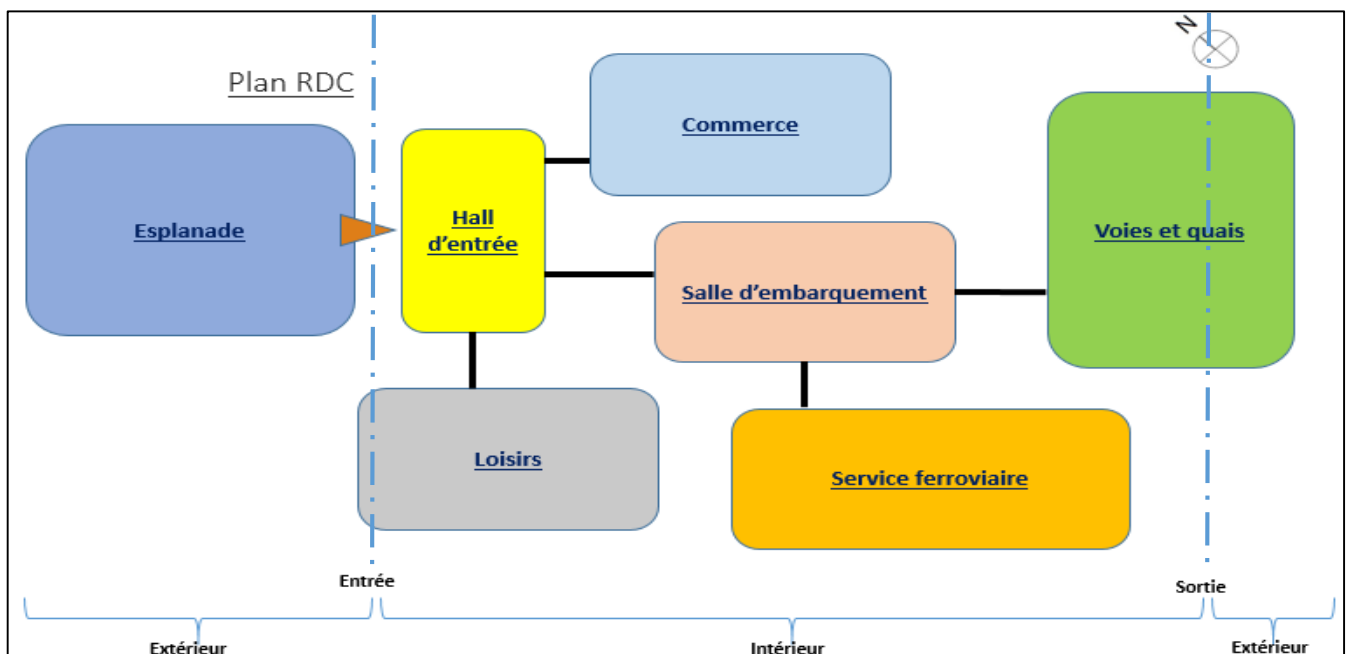 N
Plan RDC
Commerce
Esplanade
Hall
d'entrée
Voies et quais
Salle d'embarquement
Loisirs
Service ferroviaire
Entrée
Sortie
Extérieur
Intérieur
Extérieur